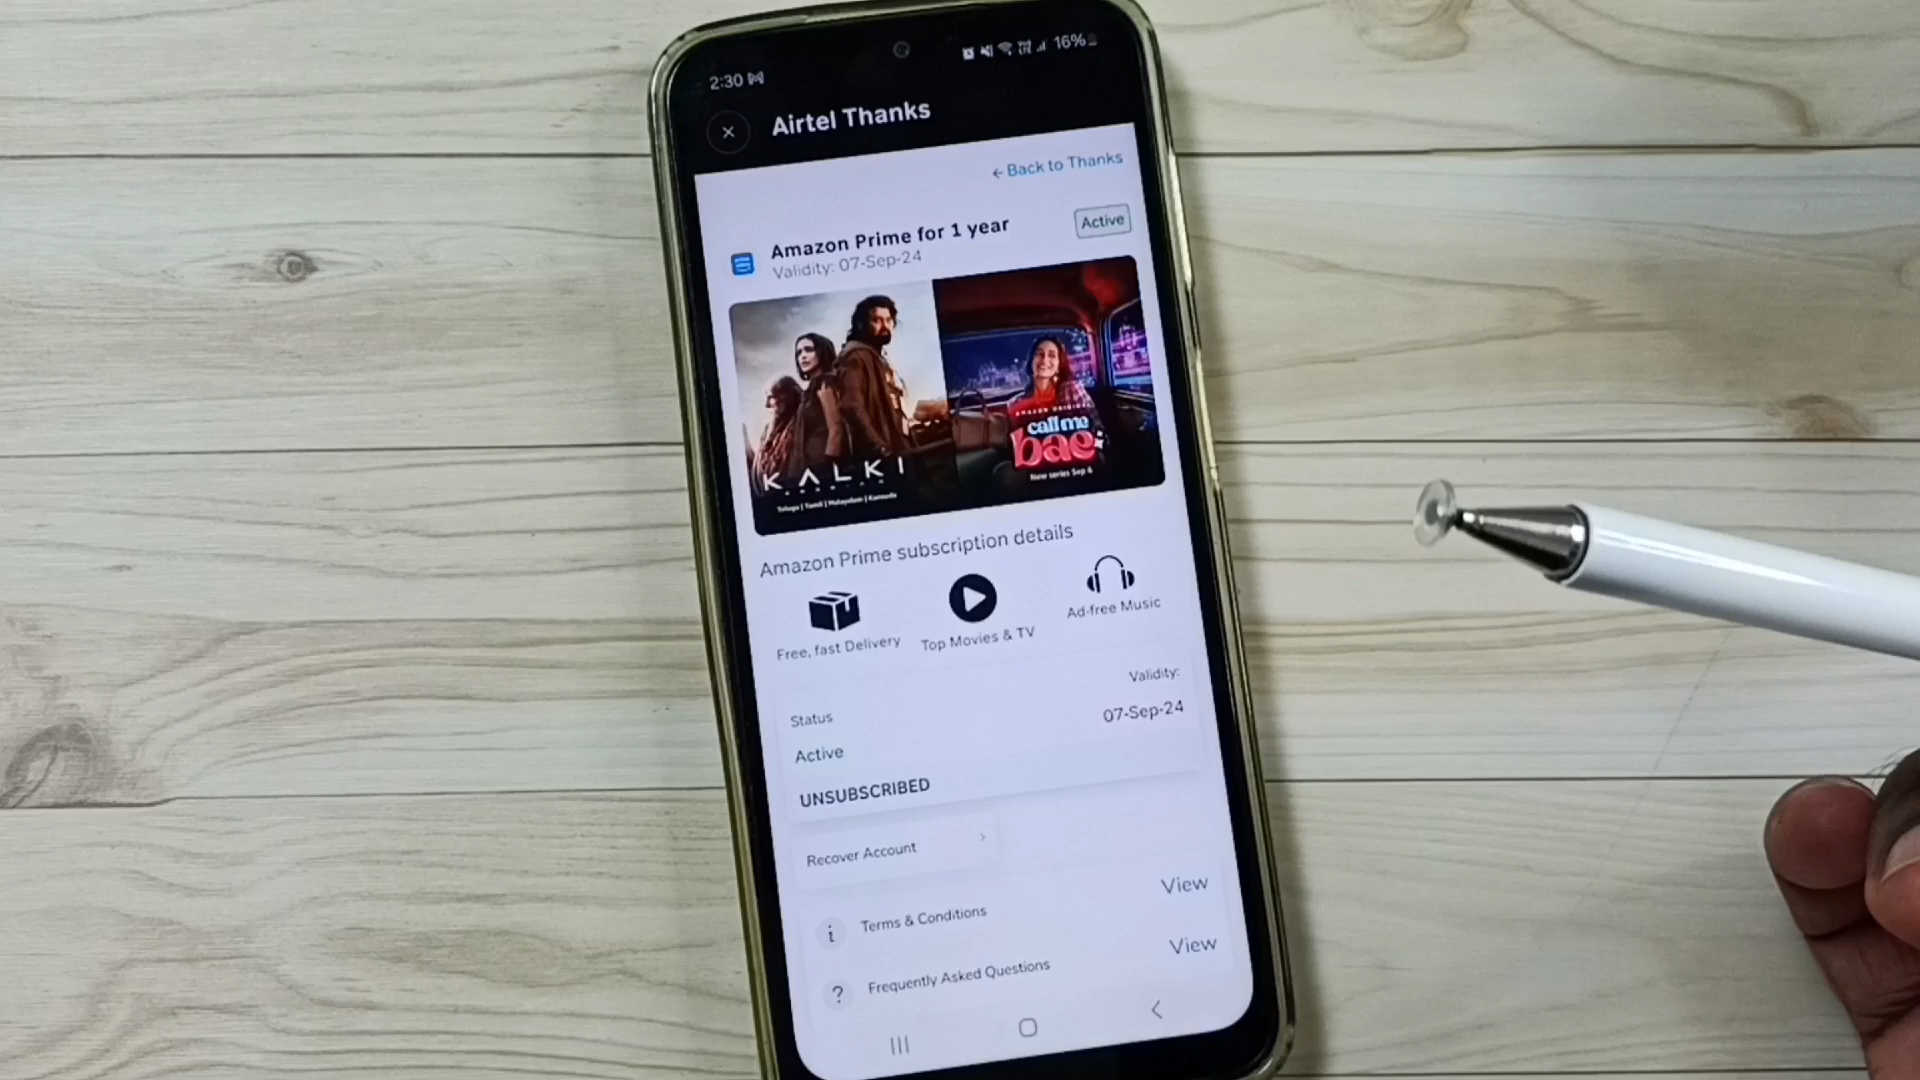 2:30
16%
Airtel Thanks
← Back to Thanks
Amazon Prime for 1 year
Active
Validity: 07-Sep-24
KALKI
Telugu | Tamil | Malayalam | Kannada
AMAZON ORIGINAL
call me
bae
New series Sep 6
Amazon Prime subscription details
Free, fast Delivery
Top Movies & TV
Ad-free Music
Status
Validity:
Active
07-Sep-24
UNSUBSCRIBED
Recover Account
Terms & Conditions
View
Frequently Asked Questions
View